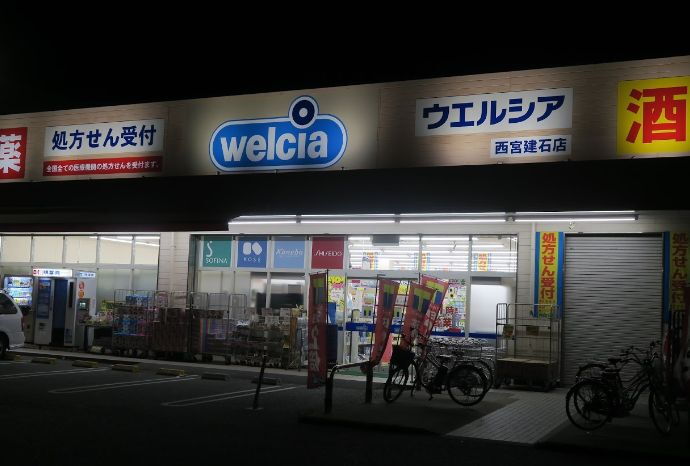 薬
処方せん受付
全国全ての医療機関の処方せんを受付ます。
welcia
ウエルシア
西宮建石店
酒
SOFINA
KOSE
Kanebo
SHISEIDO
処方せん受付